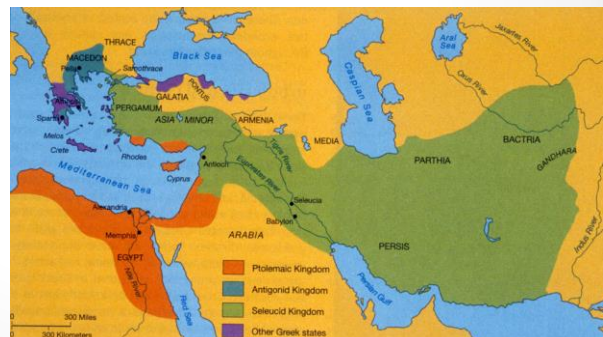 THRACE
MACEDON
Black Sea
Aral
Sea
Jaxartes River
Pella
Samothrace
Oxus River
Caspian Sea
GALATIA
PONTUS
PERGAMUM
ASIA MINOR
ARMENIA
BACTRIA
Athens
Sparta
GANDHARA
MEDIA
Melos
Tigris River
PARTHIA
Crete
Rhodes
Antioch
Euphrates River
Cyprus
Mediterranean Sea
Seleucia
Alexandria
Babylon
Indus River
Memphis
ARABIA
PERSIS
EGYPT
Nile River
Persian Gulf
Red Sea
Ptolemaic Kingdom
Antigonid Kingdom
Seleucid Kingdom
Other Greek states
300 Miles
300 Kilometers